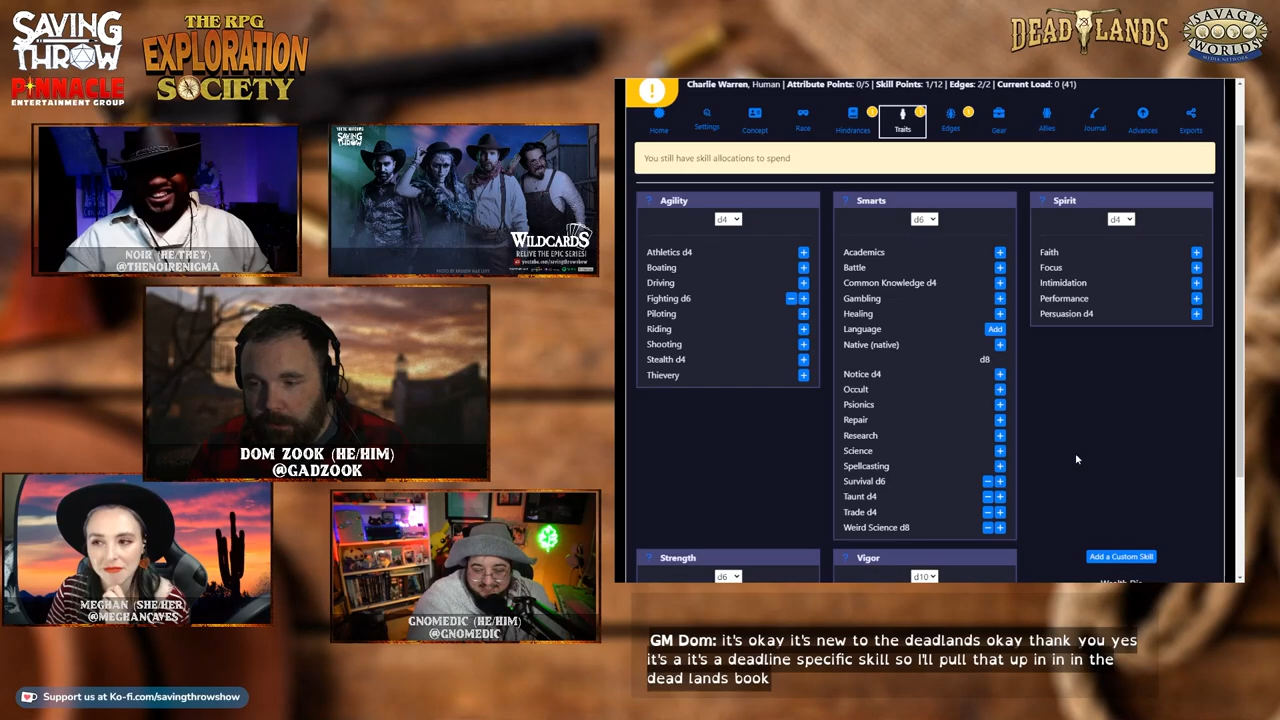 SAVING
THROW
PINNACLE
ENTERTAINMENT GROUP
THE RPG
EXPLORATION
SOCIETY
DEADLANDS
SAVAGE
WORLDS
MEDIA NETWORK
NOIR (HE/THEY)
@THENOIRENIGMA
SAVING
THROW
WILDCARDS
RELIVE THE EPIC SERIES!
DOM ZOOK (HE/HIM)
@GADZOOK
MEGHAN (SHE/HER
@MEGHANCAVES
GNOMEDIC (HE/HIM)
@GNOMEDIC
Support us at Ko-fi.com/savingthrowshow
Charlie Warren, Human | Attribute Points: 0/5 | Skill Points: 1/12 | Edges: 2/2 | Current Load: 0 (41)
Home Settings Concept Race Hindrances Traits Edges Gear Allies Journal Advances Exports
You still have skill allocations to spend
? Agility
d4
Athletics d4
Boating
Driving
Fighting d6
Piloting
Riding
Shooting
Stealth d4
Thievery
? Smarts
d6
Academics
Battle
Common Knowledge d4
Gambling
Healing
Language Add
Native (native)
d8
Notice d4
Occult
Psionics
Repair
Research
Science
Spellcasting
Survival d6
Taunt d4
Trade d4
Weird Science d8
? Spirit
d4
Faith
Focus
Intimidation
Performance
Persuasion d4
? Strength
d6
? Vigor
d10
Add a Custom Skill
GM Dom: it's okay it's new to the deadlands okay thank you yes
it's a it's a deadline specific skill so I'll pull that up in in in the
dead lands book